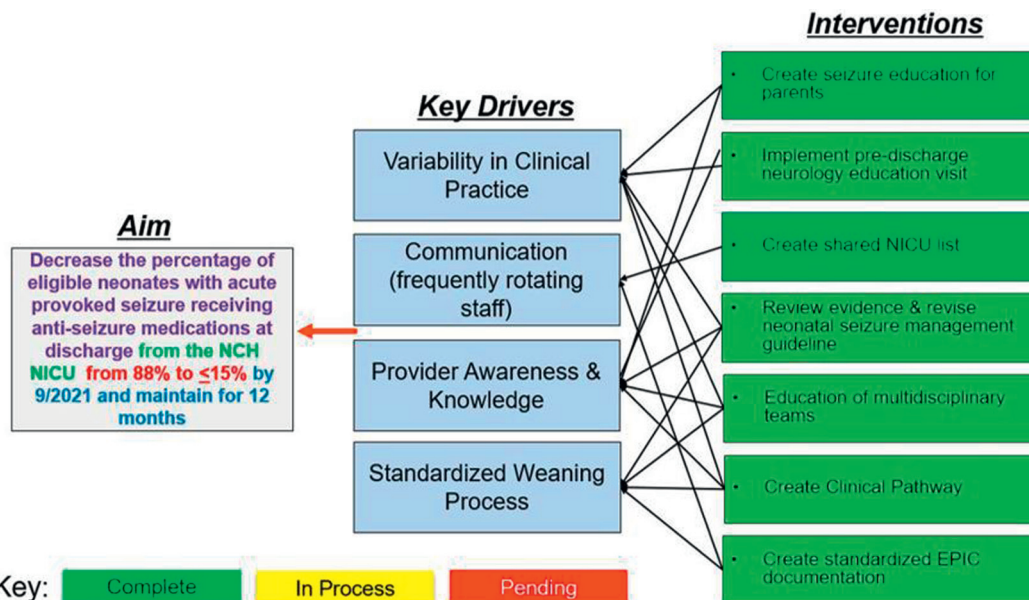 Interventions
Key Drivers
Aim
Decrease the percentage of
eligible neonates with acute
provoked seizure receiving
anti-seizure medications at
discharge from the NCH
NICU from 88% to ≤15% by
9/2021 and maintain for 12
months
Variability in Clinical
Practice
Communication
(frequently rotating
staff)
Provider Awareness &
Knowledge
Standardized Weaning
Process
• Create seizure education for
parents
• Implement pre-discharge
neurology education visit
• Create shared NICU list
• Review evidence & revise
neonatal seizure management
guideline
• Education of multidisciplinary
teams
• Create Clinical Pathway
• Create standardized EPIC
documentation
Key:
Complete
In Process
Pending